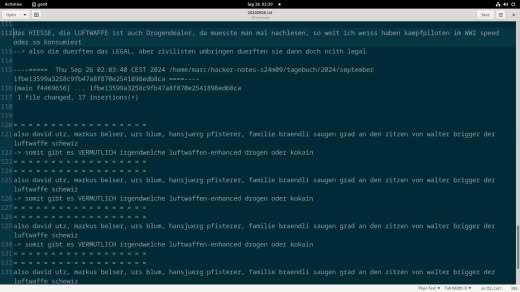 Activities gedit Sep 26 02:20
Open 20240926.txt Save
111
112 das HIESSE, die LUFTWAFFE ist auch Drogendealer, da muesste man mal nachlesen, so weit ich weiss haben kampfpiloten im WW2 speed
oder so konsumiert
113 --> also die duerften das LEGAL, aber zivilisten umbringen duerften sie dann doch ncith legal
114
115 ----===== Thu Sep 26 02:03:40 CEST 2024 /home/marc/hacker-notes-s24m09/tagebuch/2024/september
1fbe13599a3258c9fb47a8f870e2541898edb8ca ====----
116 [main f4469656] ... 1fbe13599a3258c9fb47a8f870e2541898edb8ca
117 1 file changed, 17 insertions(+)
118
119
120 = = = = = = = = = = = = = = = = =
121 also david utz, markus belser, urs blum, hansjuerg pfisterer, familie braendli saugen grad an den zitzen von walter brigger der
luftwaffe schewiz
122 -> somit gibt es VERMUTLICH irgendwelche luftwaffen-enhanced drogen oder kokain
123 = = = = = = = = = = = = = = = = =
124 = = = = = = = = = = = = = = = = =
125 also david utz, markus belser, urs blum, hansjuerg pfisterer, familie braendli saugen grad an den zitzen von walter brigger der
luftwaffe schewiz
126 -> somit gibt es VERMUTLICH irgendwelche luftwaffen-enhanced drogen oder kokain
127 = = = = = = = = = = = = = = = = =
128 = = = = = = = = = = = = = = = = =
129 also david utz, markus belser, urs blum, hansjuerg pfisterer, familie braendli saugen grad an den zitzen von walter brigger der
luftwaffe schewiz
130 -> somit gibt es VERMUTLICH irgendwelche luftwaffen-enhanced drogen oder kokain
131 = = = = = = = = = = = = = = = = =
132 = = = = = = = = = = = = = = = = =
133 also david utz, markus belser, urs blum, hansjuerg pfisterer, familie braendli saugen grad an den zitzen von walter brigger der
luftwaffe schewiz
Plain Text Tab Width: 8 Ln 112, Col 1 INS